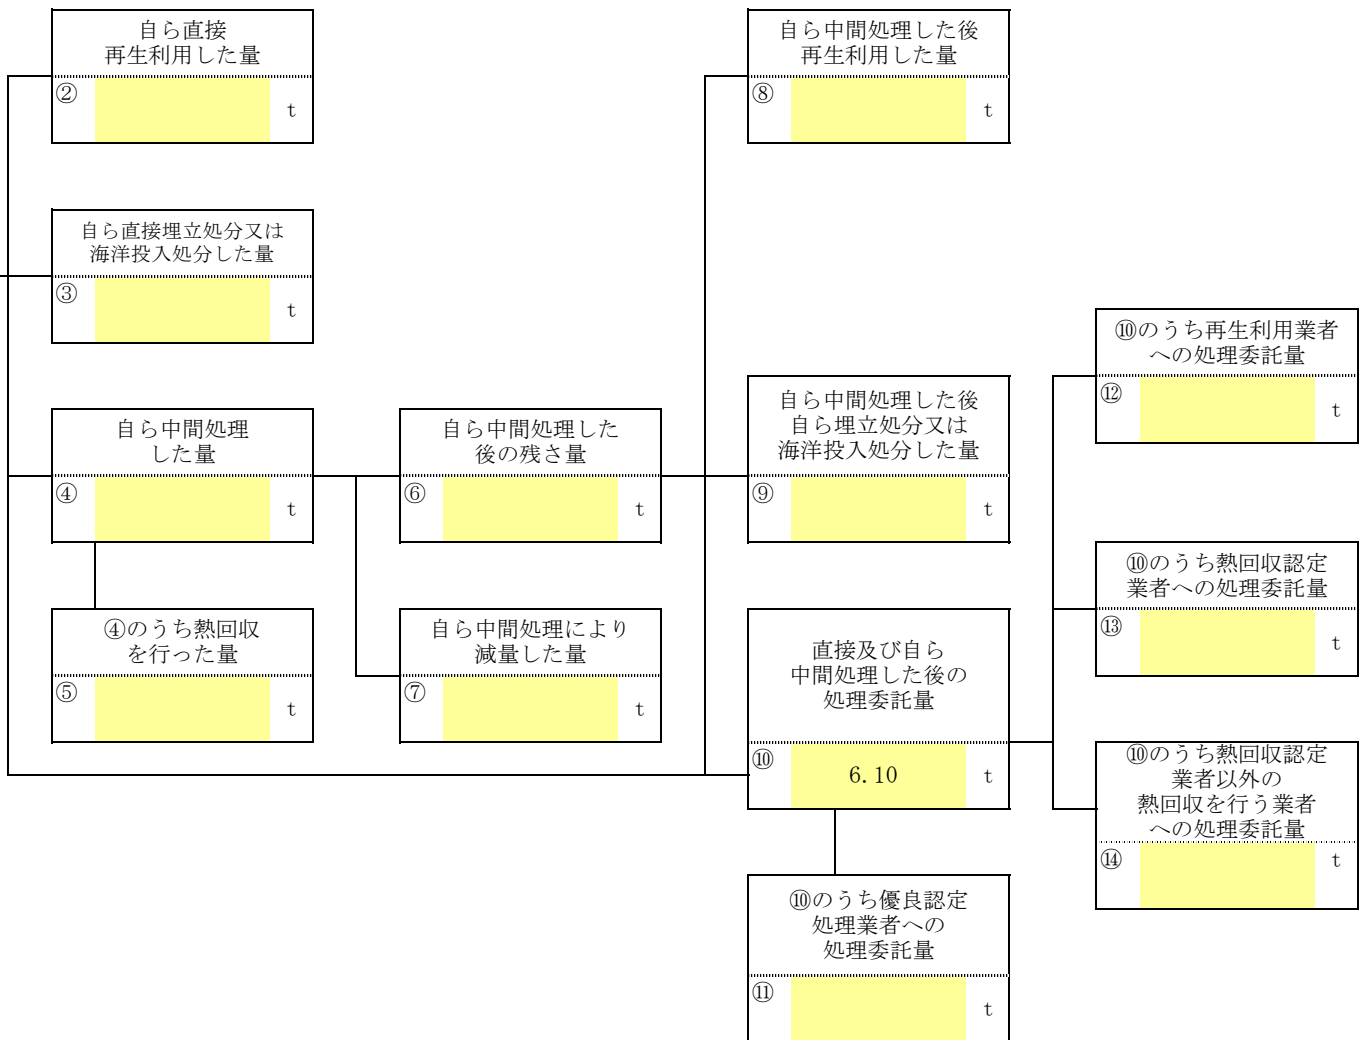 自ら直接
再生利用した量
②
t
自ら中間処理した後
再生利用した量
⑧
t
自ら直接埋立処分又は
海洋投入処分した量
③
t
⑩のうち再生利用業者
への処理委託量
⑫
t
自ら中間処理
した量
④
t
自ら中間処理した
後の残さ量
⑥
t
自ら中間処理した後
自ら埋立処分又は
海洋投入処分した量
⑨
t
⑩のうち熱回収認定
業者への処理委託量
⑬
t
④のうち熱回収
を行った量
⑤
t
自ら中間処理により
減量した量
⑦
t
直接及び自ら
中間処理した後の
処理委託量
⑩ 6.10 t
⑩のうち熱回収認定
業者以外の
熱回収を行う業者
への処理委託量
⑭
t
⑩のうち優良認定
処理業者への
処理委託量
⑪
t